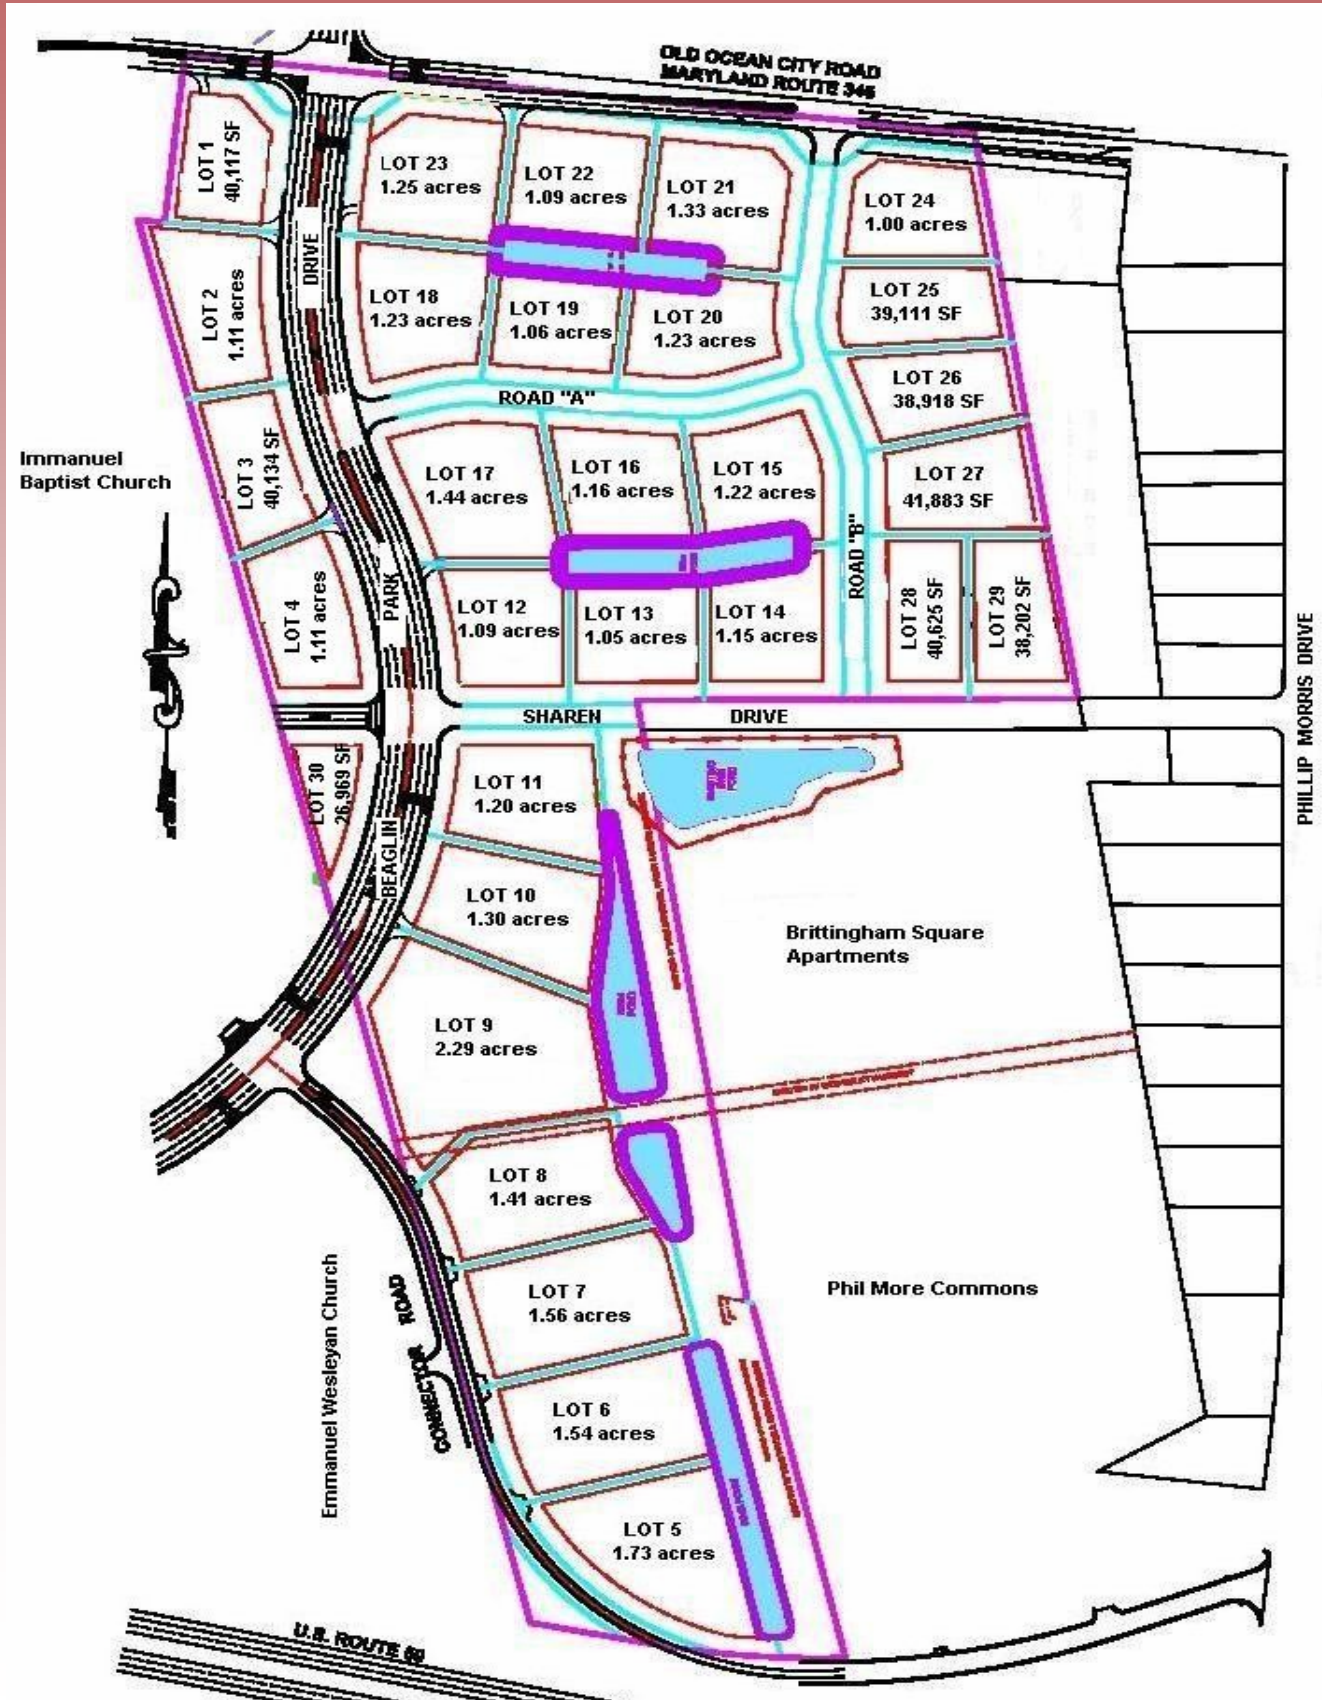 OLD OCEAN CITY ROAD
MARYLAND ROUTE 346
LOT 1
40,117 SF
LOT 23
1.25 acres
LOT 22
1.09 acres
LOT 21
1.33 acres
LOT 24
1.00 acres
LOT 2
1.11 acres
DRIVE
LOT 18
1.23 acres
LOT 19
1.06 acres
LOT 20
1.23 acres
LOT 25
39,111 SF
LOT 26
38,918 SF
ROAD "A"
Immanuel
Baptist Church
LOT 3
40,134 SF
LOT 17
1.44 acres
LOT 16
1.16 acres
LOT 15
1.22 acres
LOT 27
41,883 SF
ROAD "B"
LOT 4
1.11 acres
PARK
LOT 12
1.09 acres
LOT 13
1.05 acres
LOT 14
1.15 acres
LOT 28
40,625 SF
LOT 29
38,202 SF
PHILLIP MORRIS DRIVE
SHAREN
DRIVE
LOT 30
26,969 SF
BEAGLIN
LOT 11
1.20 acres
LOT 10
1.30 acres
Brittingham Square
Apartments
LOT 9
2.29 acres
LOT 8
1.41 acres
Emmanuel Wesleyan Church
CONNECTOR ROAD
LOT 7
1.56 acres
Phil More Commons
LOT 6
1.54 acres
LOT 5
1.73 acres
U.S. ROUTE 50